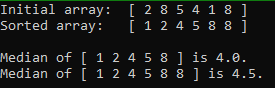 Initial array:  [ 2 8 5 4 1 8 ]
Sorted array:  [ 1 2 4 5 8 8 ]
Median of [ 1 2 4 5 8 ] is 4.0.
Median of [ 1 2 4 5 8 8 ] is 4.5.